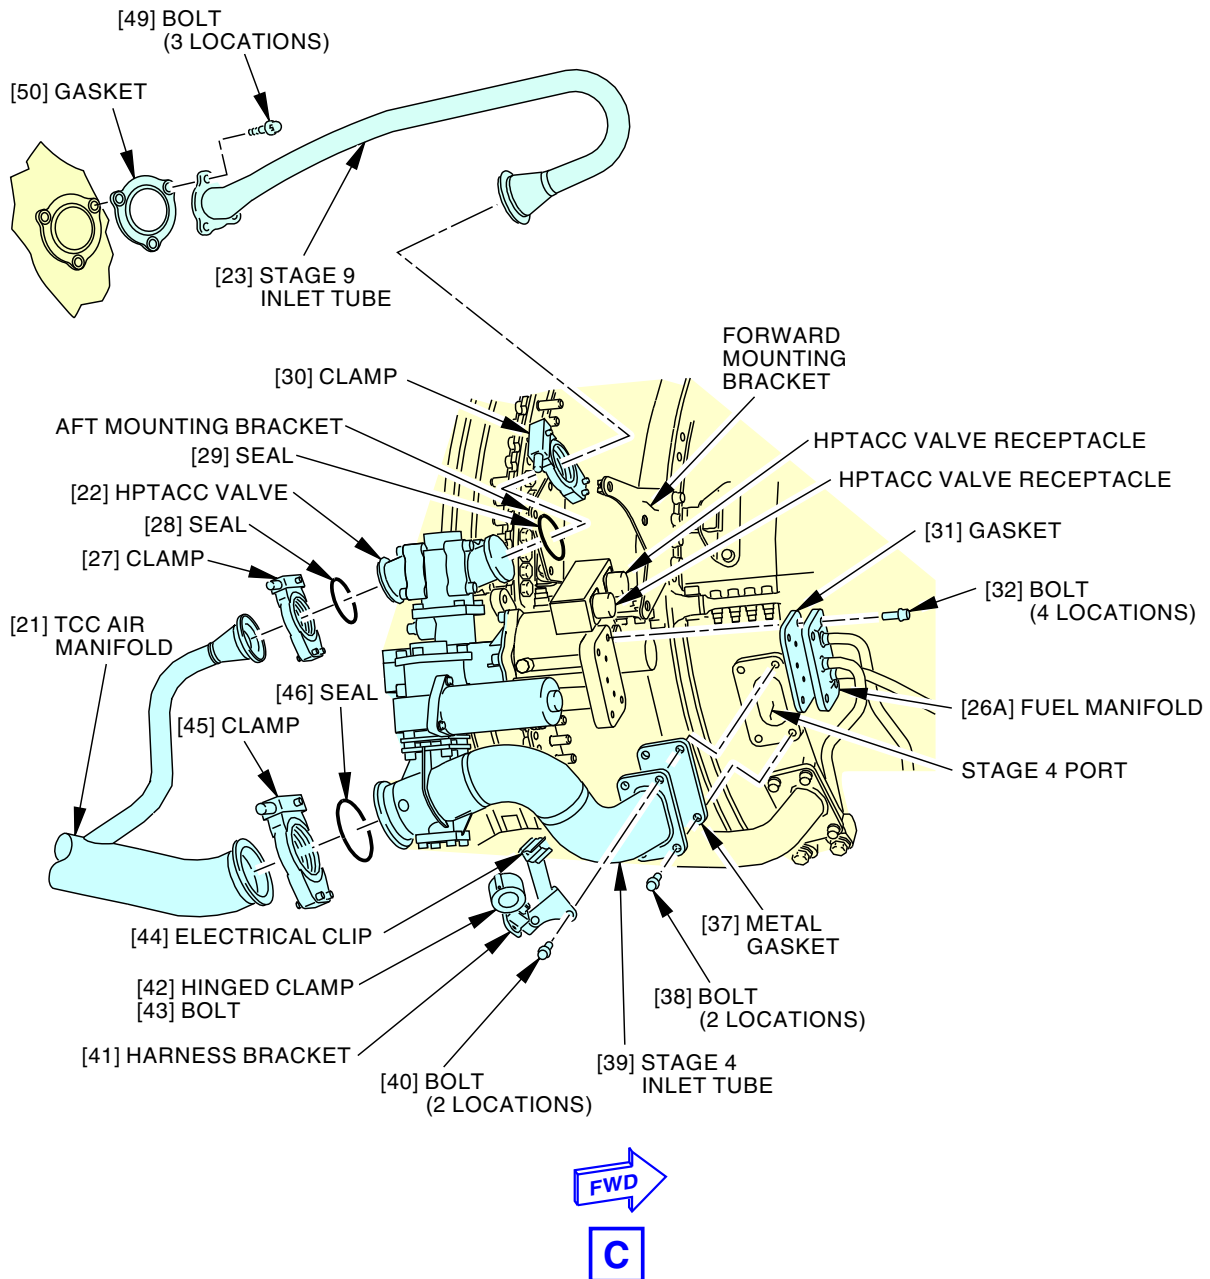 [49] BOLT
(3 LOCATIONS)
[50] GASKET
[23] STAGE 9
INLET TUBE
FORWARD
MOUNTING
BRACKET
[30] CLAMP
AFT MOUNTING BRACKET
HPTACC VALVE RECEPTACLE
[29] SEAL
HPTACC VALVE RECEPTACLE
[22] HPTACC VALVE
[28] SEAL
[31] GASKET
[27] CLAMP
[32] BOLT
(4 LOCATIONS)
[21] TCC AIR
MANIFOLD
[46] SEAL
[26A] FUEL MANIFOLD
[45] CLAMP
STAGE 4 PORT
[44] ELECTRICAL CLIP
[37] METAL
GASKET
[42] HINGED CLAMP
[43] BOLT
[38] BOLT
(2 LOCATIONS)
[41] HARNESS BRACKET
[39] STAGE 4
INLET TUBE
[40] BOLT
(2 LOCATIONS)
FWD
C